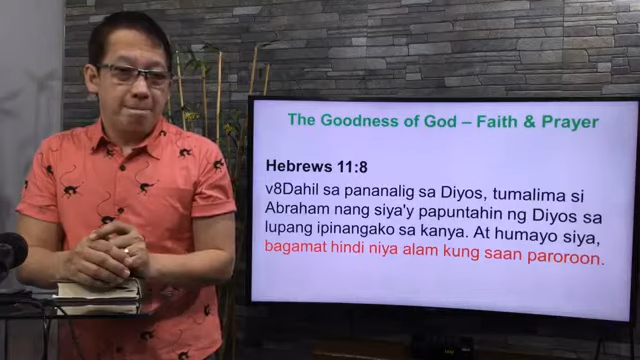 The Goodness of God – Faith & Prayer
Hebrews 11:8
v8Dahil sa pananalig sa Diyos, tumalima si
Abraham nang siya'y papuntahin ng Diyos sa
lupang ipinangako sa kanya. At humayo siya,
bagamat hindi niya alam kung saan paroroon.